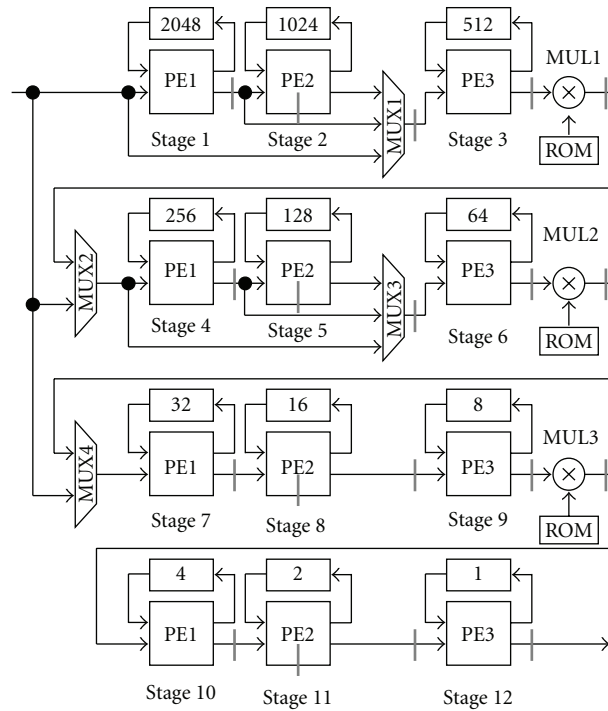 2048
1024
512
PE1
PE2
PE3
MUL1
MUX1
ROM
Stage 1
Stage 2
Stage 3
256
128
64
MUX2
PE1
PE2
PE3
MUL2
MUX3
ROM
Stage 4
Stage 5
Stage 6
32
16
8
MUX4
PE1
PE2
PE3
MUL3
ROM
Stage 7
Stage 8
Stage 9
4
2
1
PE1
PE2
PE3
Stage 10
Stage 11
Stage 12